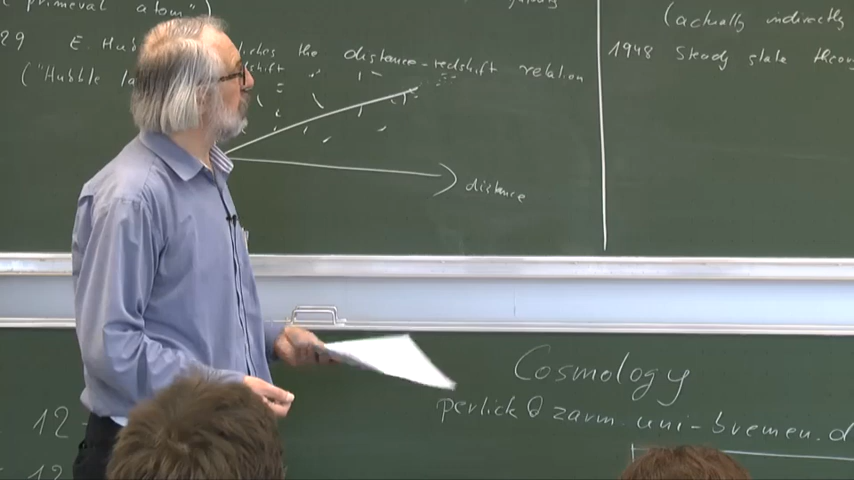 primeval atom"
29 E. Hub the distance-redshift relation
("Hubble
distance
(actually indirectly)
1948 Steady state theory
Cosmology
perlick@zarm.uni-bremen.d
12
12